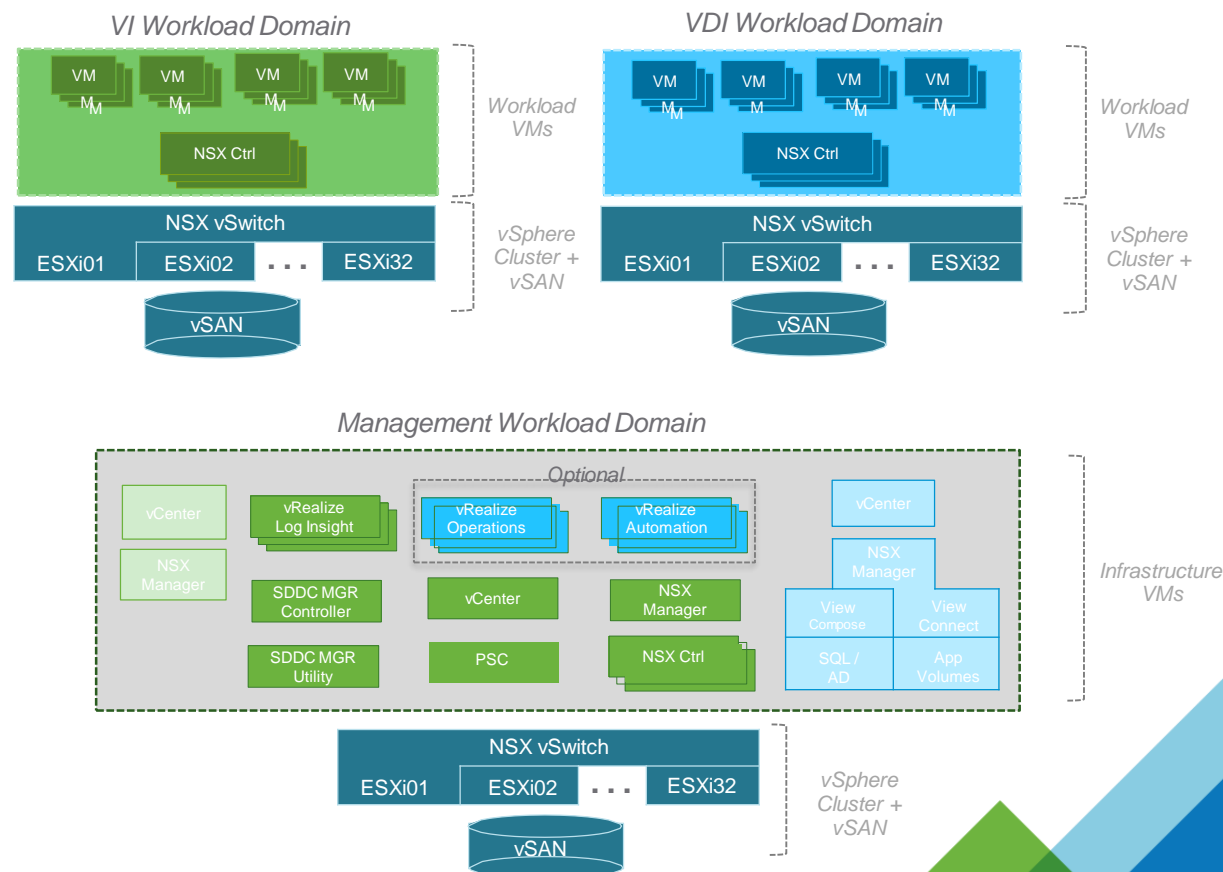 VI Workload Domain
VM
VM
VM
VM
M M
M M
M M
M M
NSX Ctrl
Workload
VMs
NSX vSwitch
ESXi01
ESXi02
...
ESXi32
vSAN
vSphere
Cluster +
vSAN
VDI Workload Domain
VM
VM
VM
VM
M M
M M
M M
M M
NSX Ctrl
Workload
VMs
NSX vSwitch
ESXi01
ESXi02
...
ESXi32
vSAN
vSphere
Cluster +
vSAN
Management Workload Domain
Optional
vCenter
NSX
Manager
vRealize
Log Insight
vRealize
Operations
vRealize
Automation
SDDC MGR
Controller
vCenter
NSX
Manager
SDDC MGR
Utility
PSC
NSX Ctrl
vCenter
NSX
Manager
View
Compose
View
Connect
SQL /
AD
App
Volumes
Infrastructure
VMs
NSX vSwitch
ESXi01
ESXi02
...
ESXi32
vSAN
vSphere
Cluster +
vSAN